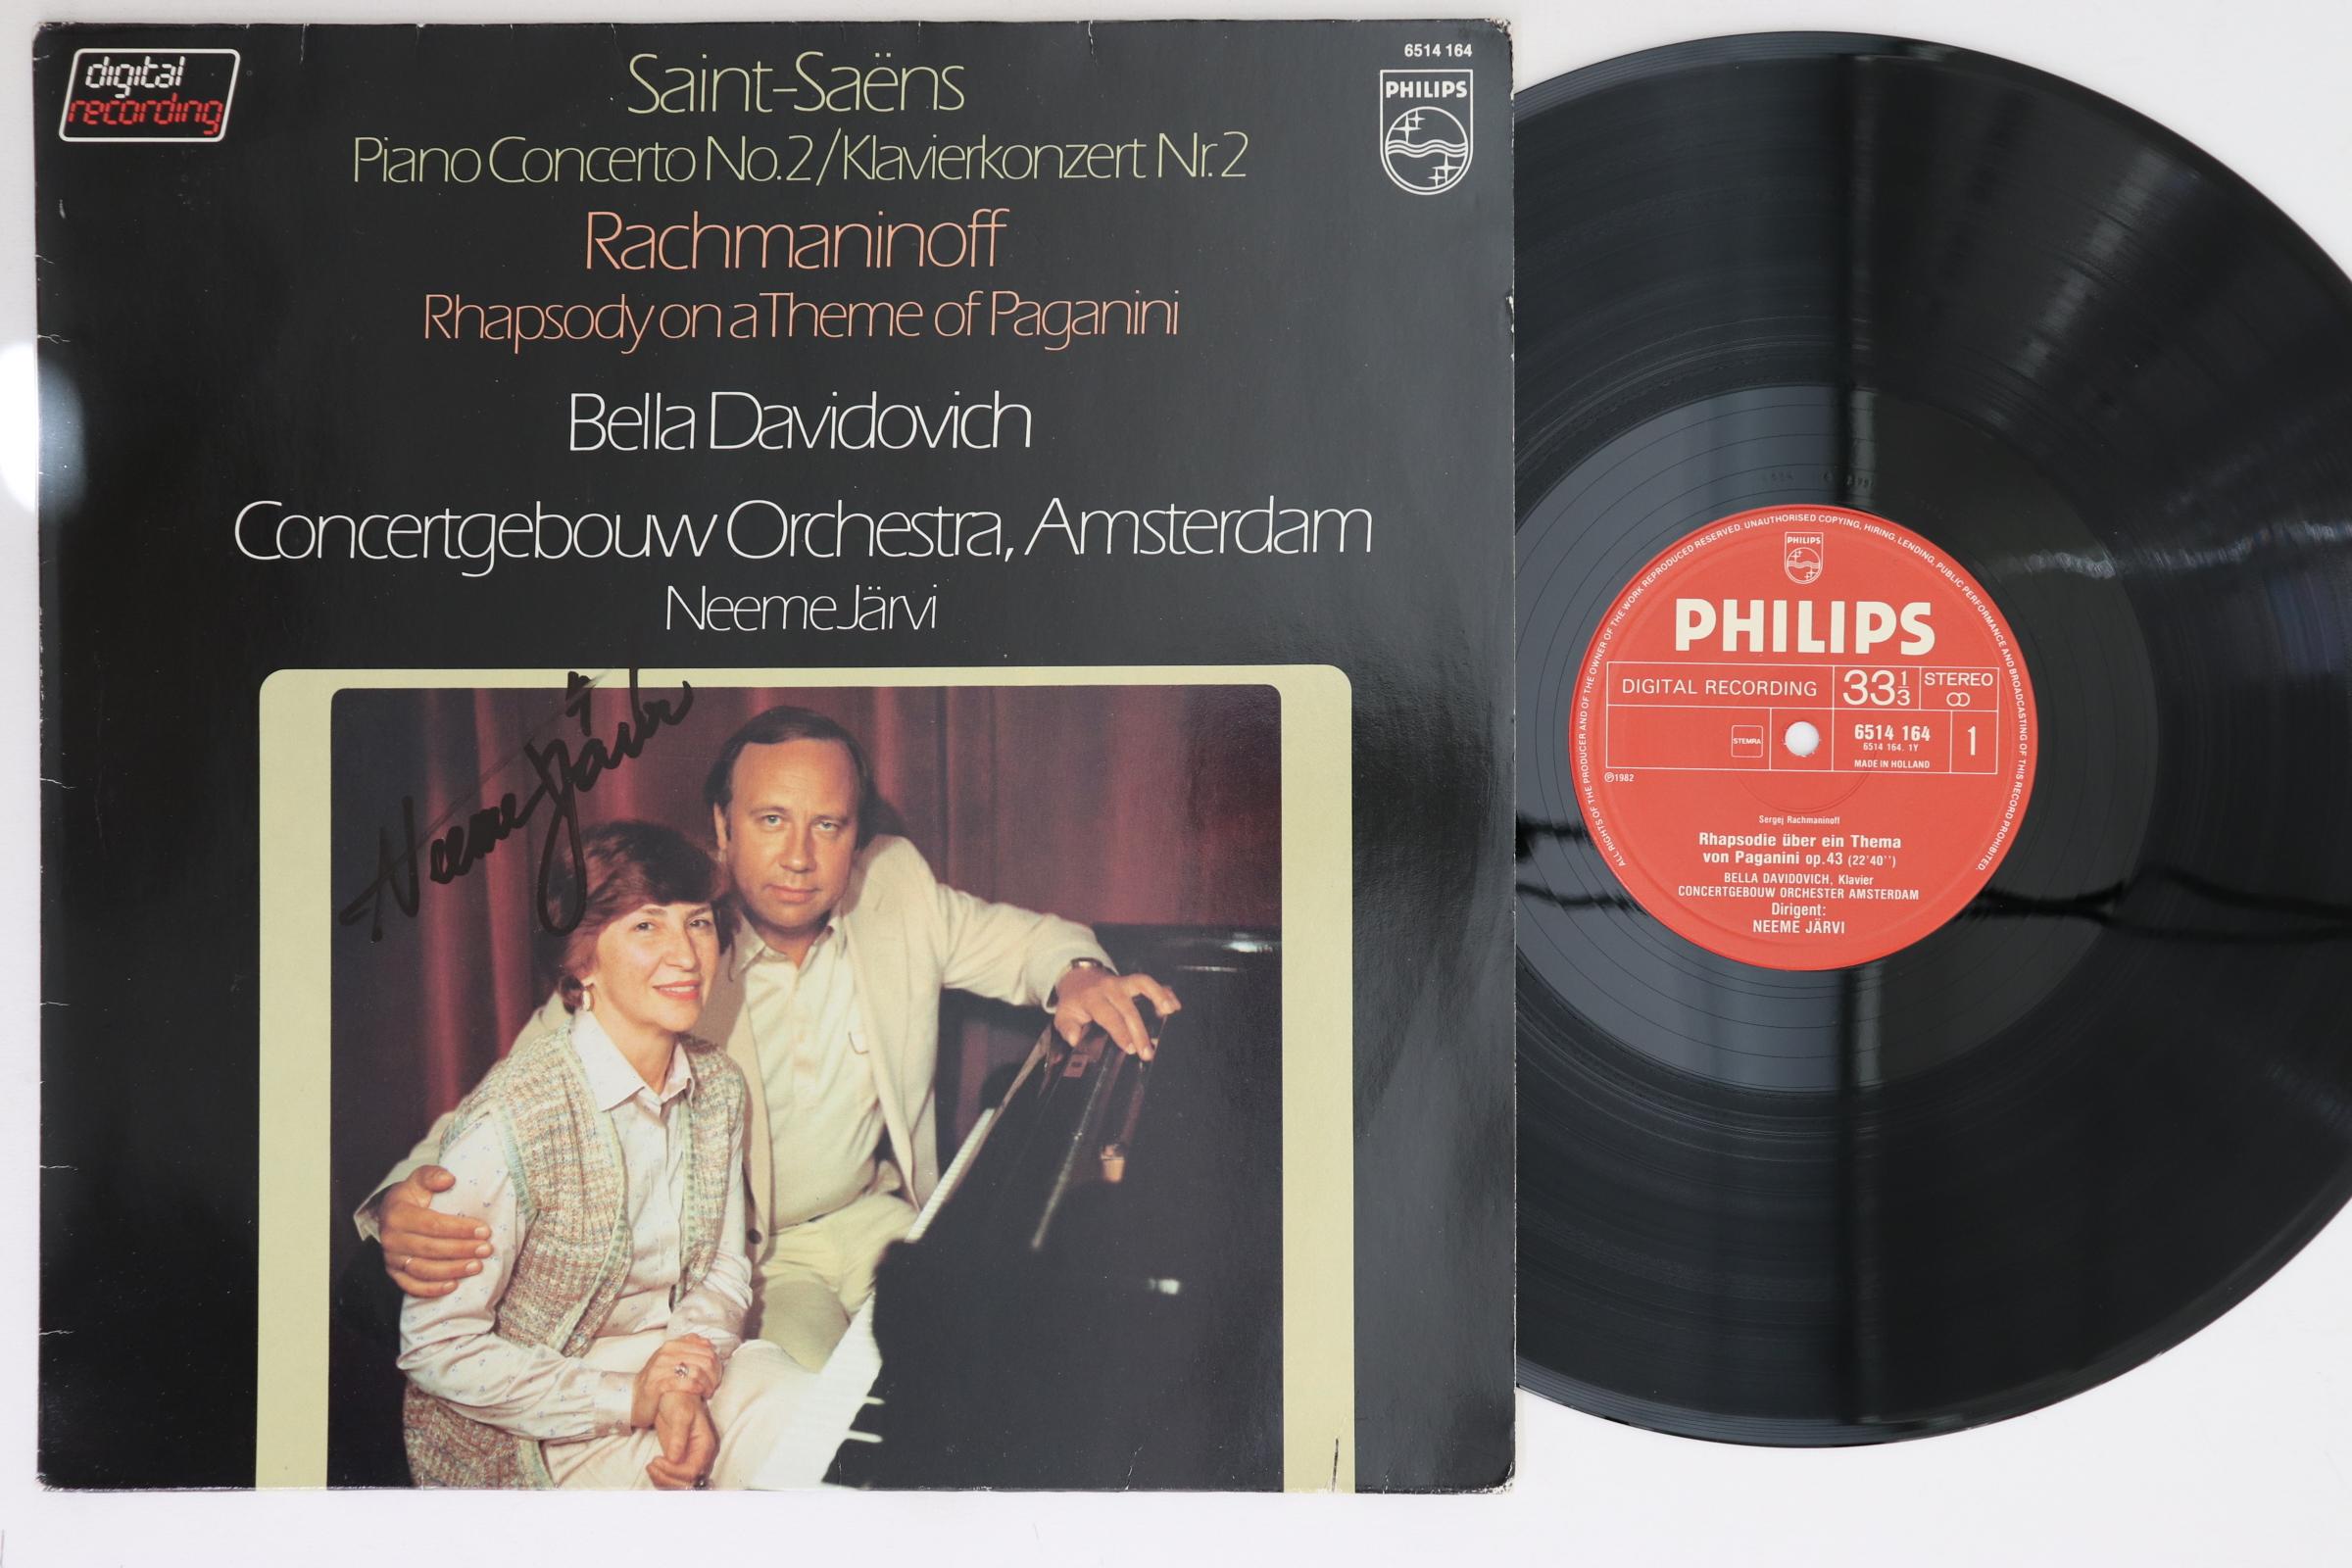 digital
recording
6514 164
PHILIPS
Saint-Saëns
Piano Concerto No.2/Klavierkonzert Nr.2
Rachmaninoff
Rhapsody on a Theme of Paganini
Bella Davidovich
Concertgebouw Orchestra, Amsterdam
Neeme Järvi
Neeme Järvi
ALL RIGHTS OF THE PRODUCER AND OF THE OWNER OF THE WORK REPRODUCED RESERVED. UNAUTHORISED COPYING, HIRING, LENDING, PUBLIC PERFORMANCE AND BROADCASTING OF THIS RECORD PROHIBITED.
PHILIPS
PHILIPS
DIGITAL RECORDING 33 1/3 STEREO
STEMRA
6514 164
6514 164. 1Y
MADE IN HOLLAND
1
℗1982
Sergej Rachmaninoff
Rhapsodie über ein Thema
von Paganini op. 43 (22'40'')
BELLA DAVIDOVICH, Klavier
CONCERTGEBOUW ORCHESTER AMSTERDAM
Dirigent:
NEEME JÄRVI